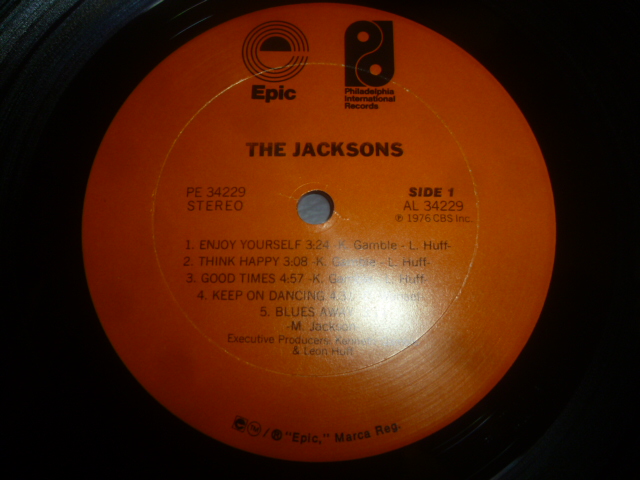 Epic
Philadelphia
International
Records
THE JACKSONS
PE 34229
STEREO
SIDE 1
AL 34229
℗ 1976 CBS Inc.
1. ENJOY YOURSELF 3:24 -K. Gamble - L. Huff-
2. THINK HAPPY 3:08 -K. Gamble - L. Huff-
3. GOOD TIMES 4:57 -K. Huff-
4. KEEP ON DANCING
5. BLUES AWAY
-M. Jackson-
Executive Producers:
& Leon Huff
/ ® "Epic," Marca Reg.